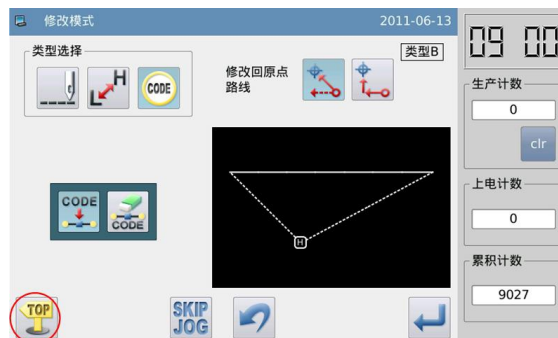 修改模式
2011-06-13
类型选择
H
L
CODE
修改回原点
路线
类型B
CODE
CODE
H
TOP
SKIP
JOG
09 00
生产计数
0
clr
上电计数
0
累积计数
9027